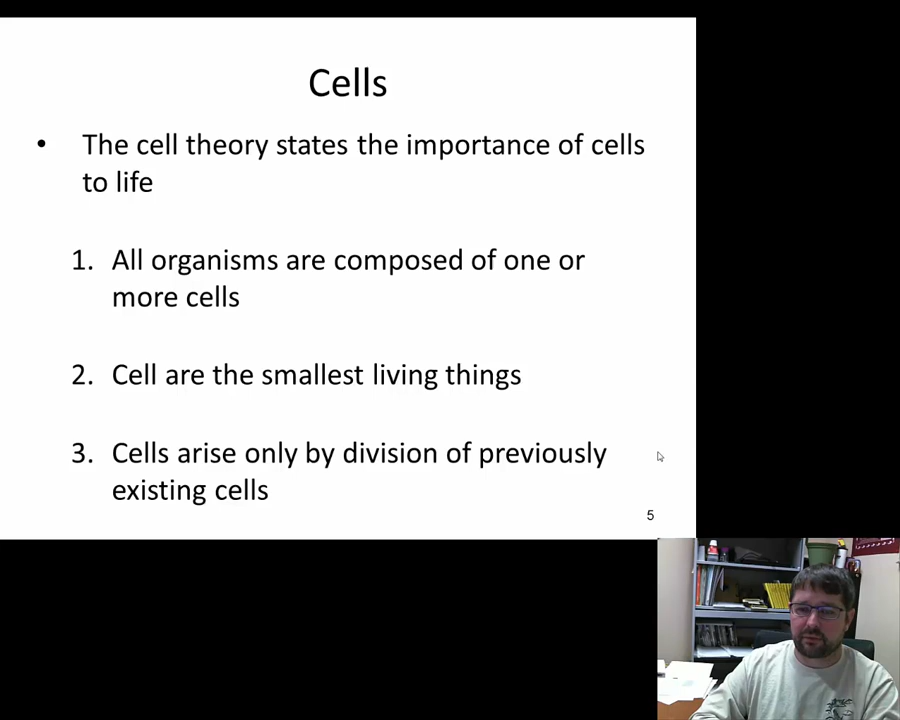 Cells
• The cell theory states the importance of cells
to life
1. All organisms are composed of one or
more cells
2. Cell are the smallest living things
3. Cells arise only by division of previously
existing cells
5